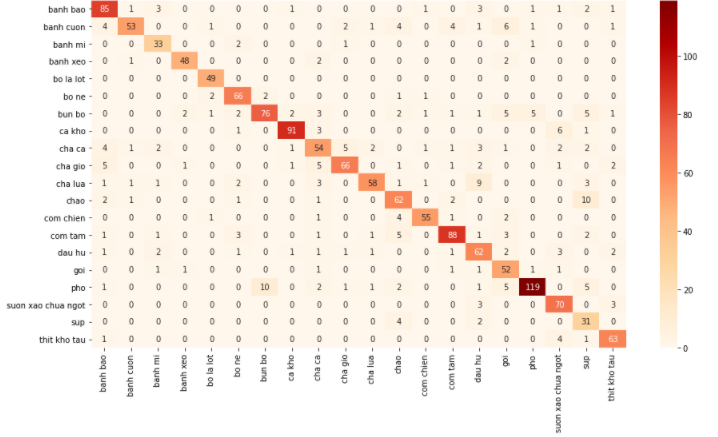 banh bao 85 1 3 0 0 0 0 1 0 0 0 0 1 0 3 0 1 1 2 1
banh cuon 4 53 0 0 1 0 0 0 0 2 1 4 0 4 1 6 1 0 0 1
banh mi 0 0 33 0 0 2 0 0 0 1 0 0 0 0 0 0 1 0 0 0
banh xeo 0 1 0 48 0 0 0 0 2 0 0 0 0 0 0 2 0 0 0 0
bo la lot 0 0 0 0 49 0 0 0 0 0 0 0 0 0 0 0 0 0 0 0
bo ne 0 0 0 0 2 66 2 0 0 0 0 1 1 0 0 0 0 0 0 0
bun bo 0 0 0 2 1 2 76 2 3 0 0 2 1 1 1 5 5 0 5 1
ca kho 0 0 0 0 0 1 0 91 3 0 0 0 0 0 0 0 0 6 1 0
cha ca 4 1 2 0 0 0 0 1 54 5 2 0 1 1 3 1 0 2 2 0
cha gio 5 0 0 1 0 0 0 1 5 66 0 1 0 1 2 0 0 1 0 2
cha lua 1 1 1 0 0 2 0 0 3 0 58 1 1 0 9 0 0 0 3 0
chao 2 1 0 0 0 1 0 0 1 0 0 62 0 2 0 0 0 0 10 0
com chien 0 0 0 0 1 0 0 0 1 0 0 4 55 1 0 2 0 0 0 0
com tam 1 0 1 0 0 3 0 0 1 0 1 5 0 88 1 3 0 0 2 0
dau hu 1 0 2 0 0 1 0 1 1 1 1 0 0 1 62 2 0 3 0 2
goi 0 0 1 1 0 0 0 0 1 0 0 0 0 1 1 52 1 1 0 0
pho 1 0 0 0 0 0 10 0 2 1 1 2 0 0 1 5 119 0 5 0
suon xao chua ngot 0 0 0 0 0 0 0 0 0 0 0 0 0 0 3 0 0 70 0 3
sup 0 0 0 0 0 0 0 0 0 0 0 4 0 0 2 0 0 0 31 0
thit kho tau 1 0 0 0 0 0 0 0 0 0 0 0 0 0 0 0 0 4 1 63
banh bao
banh cuon
banh mi
banh xeo
bo la lot
bo ne
bun bo
ca kho
cha ca
cha gio
cha lua
chao
com chien
com tam
dau hu
goi
pho
suon xao chua ngot
sup
thit kho tau
100
80
60
40
20
0